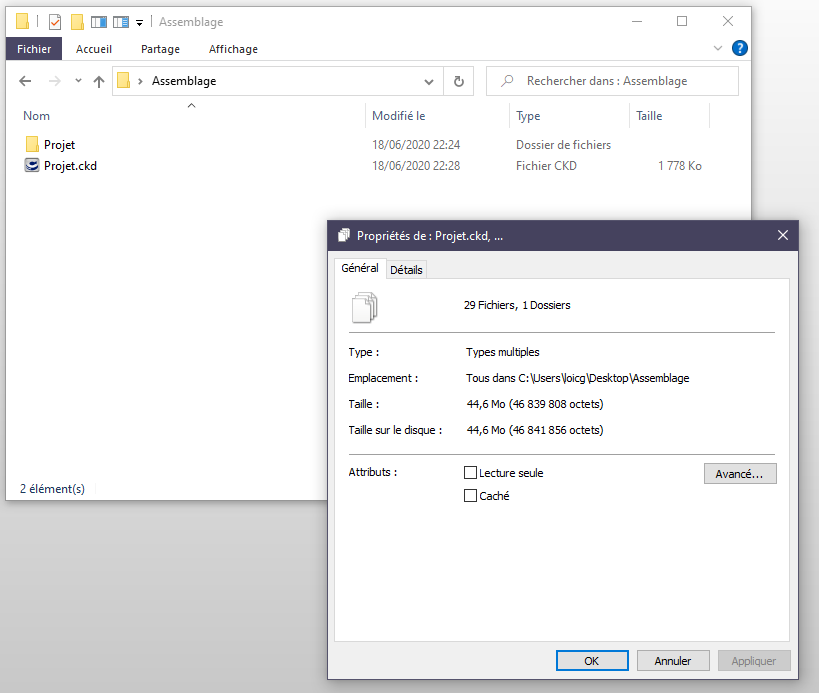 Assemblage
Fichier Accueil Partage Affichage ?
Assemblage Rechercher dans : Assemblage
Nom Modifié le Type Taille
Projet 18/06/2020 22:24 Dossier de fichiers
Projet.ckd 18/06/2020 22:28 Fichier CKD 1 778 Ko
2 élément(s)
Propriétés de : Projet.ckd, ...
Général Détails
29 Fichiers, 1 Dossiers
Type : Types multiples
Emplacement : Tous dans C:\Users\loicg\Desktop\Assemblage
Taille : 44,6 Mo (46 839 808 octets)
Taille sur le disque : 44,6 Mo (46 841 856 octets)
Attributs : Lecture seule Avancé...
Caché
OK Annuler Appliquer